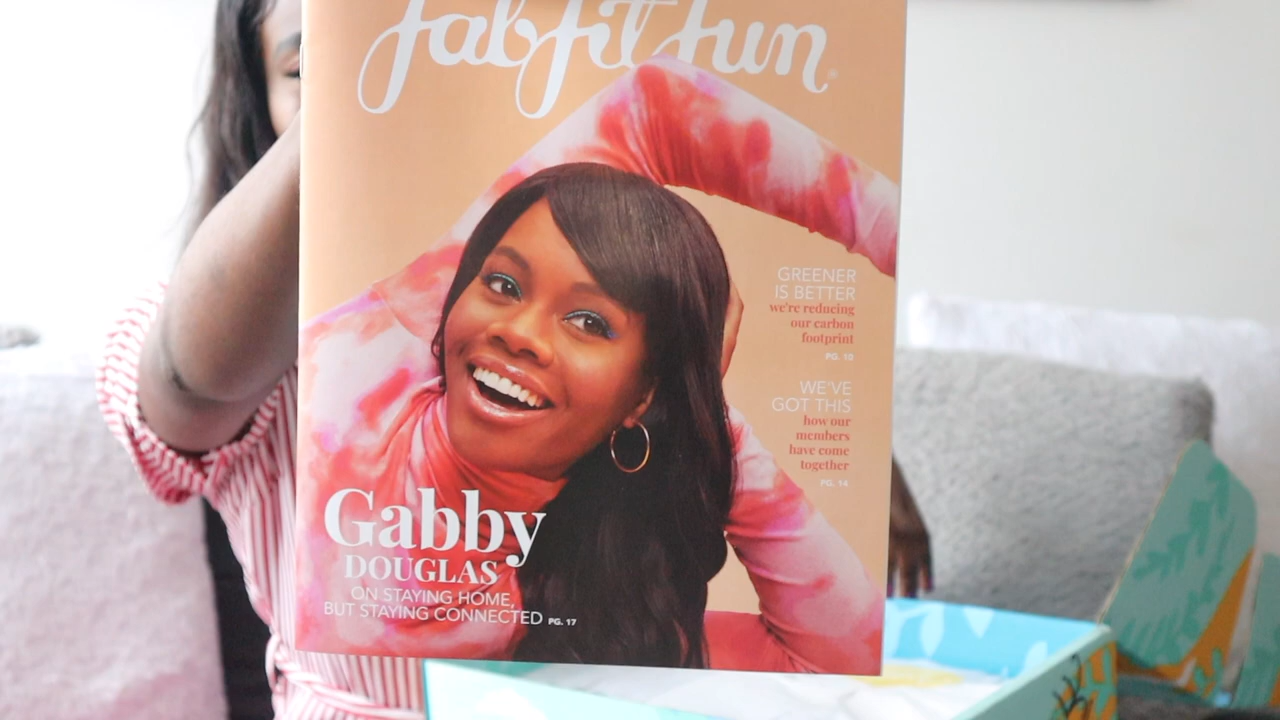 fabfitfun
GREENER
IS BETTER
we're reducing
our carbon
footprint
PG. 10
WE'VE
GOT THIS
how our
members
have come
together
PG. 14
Gabby
DOUGLAS
ON STAYING HOME,
BUT STAYING CONNECTED PG. 17